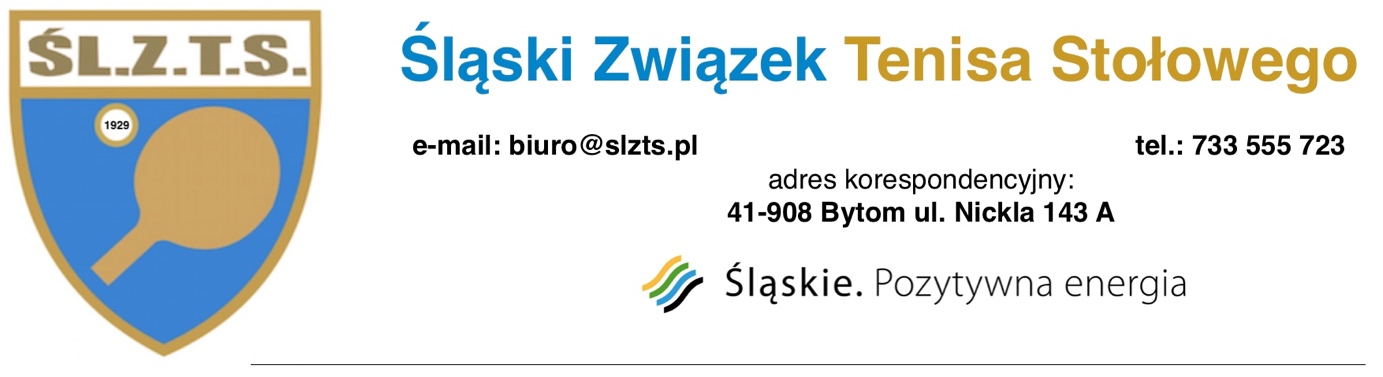 ŚL.Z.T.S.
1929
Śląski Związek Tenisa Stołowego
e-mail: biuro@slzts.pl tel.: 733 555 723
adres korespondencyjny:
41-908 Bytom ul. Nickla 143 A
Śląskie. Pozytywna energia